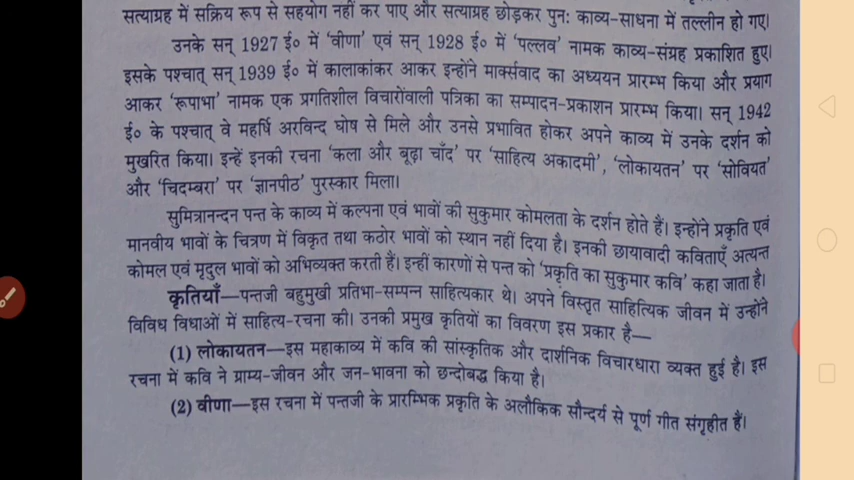 सत्याग्रह में सक्रिय रूप से सहयोग नहीं कर पाए और सत्याग्रह छोड़कर पुनः काव्य-साधना में तल्लीन हो गए।
उनके सन् 1927 ई० में ‘वीणा’ एवं सन् 1928 ई० में ‘पल्लव’ नामक काव्य-संग्रह प्रकाशित हुए।
इसके पश्चात् सन् 1939 ई० में कालाकांकर आकर इन्होंने मार्क्सवाद का अध्ययन प्रारम्भ किया और प्रयाग
आकर ‘रूपाभा’ नामक एक प्रगतिशील विचारोंवाली पत्रिका का सम्पादन-प्रकाशन प्रारम्भ किया। सन् 1942
ई० के पश्चात् वे महर्षि अरविन्द घोष से मिले और उनसे प्रभावित होकर अपने काव्य में उनके दर्शन को
मुखरित किया। इन्हें इनकी रचना ‘कला और बूढ़ा चाँद’ पर ‘साहित्य अकादमी’, ‘लोकायतन’ पर ‘सोवियत’
और ‘चिदम्बरा’ पर ‘ज्ञानपीठ’ पुरस्कार मिला।
सुमित्रानन्दन पन्त के काव्य में कल्पना एवं भावों की सुकुमार कोमलता के दर्शन होते हैं। इन्होंने प्रकृति एवं
मानवीय भावों के चित्रण में विकृत तथा कठोर भावों को स्थान नहीं दिया है। इनकी छायावादी कविताएँ अत्यन्त
कोमल एवं मृदुल भावों को अभिव्यक्त करती हैं। इन्हीं कारणों से पन्त को ‘प्रकृति का सुकुमार कवि’ कहा जाता है।
कृतियाँ—पन्तजी बहुमुखी प्रतिभा-सम्पन्न साहित्यकार थे। अपने विस्तृत साहित्यिक जीवन में उन्होंने
विविध विधाओं में साहित्य-रचना की। उनकी प्रमुख कृतियों का विवरण इस प्रकार है—
(1) लोकायतन—इस महाकाव्य में कवि की सांस्कृतिक और दार्शनिक विचारधारा व्यक्त हुई है। इस
रचना में कवि ने ग्राम्य-जीवन और जन-भावना को छन्दोबद्ध किया है।
(2) वीणा—इस रचना में पन्तजी के प्रारम्भिक प्रकृति के अलौकिक सौन्दर्य से पूर्ण गीत संगृहीत हैं।